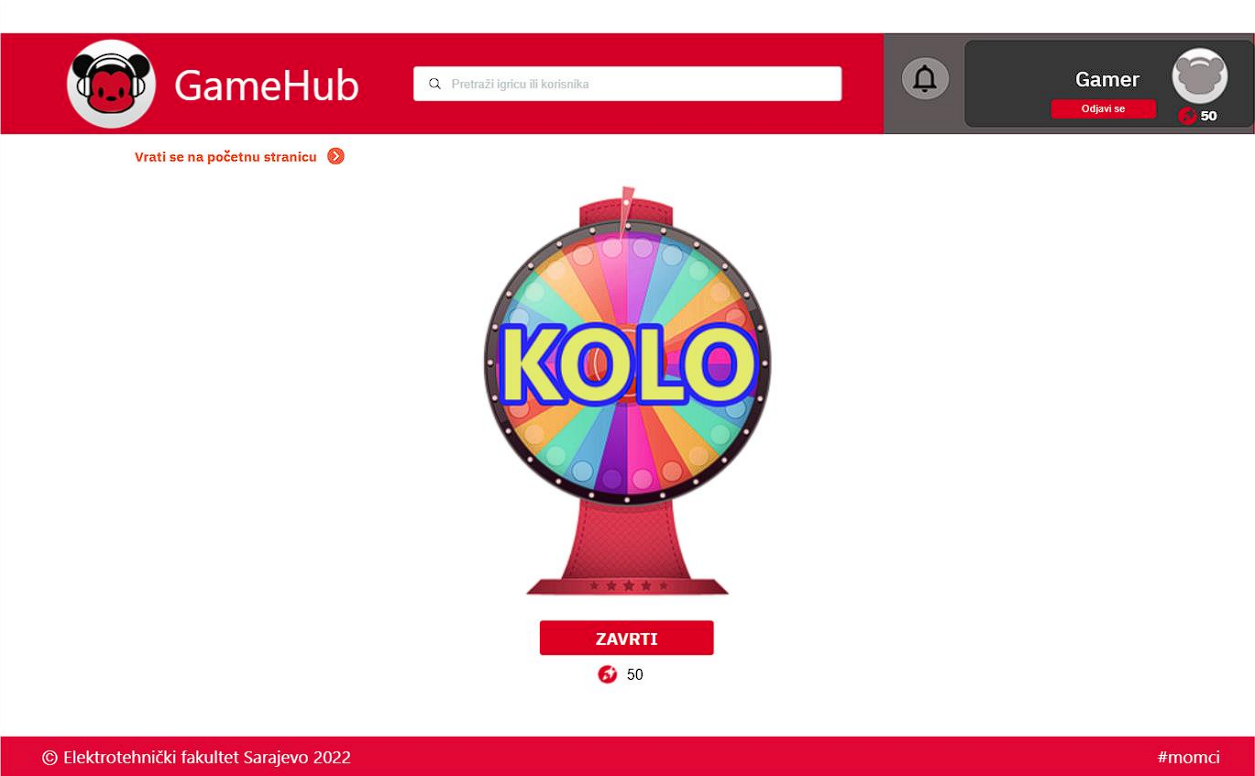 GameHub
Pretraži igricu ili korisnika
Gamer
Odjavi se
50
Vrati se na početnu stranicu
KOLO
ZAVRTI
50
© Elektrotehnički fakultet Sarajevo 2022
#momci